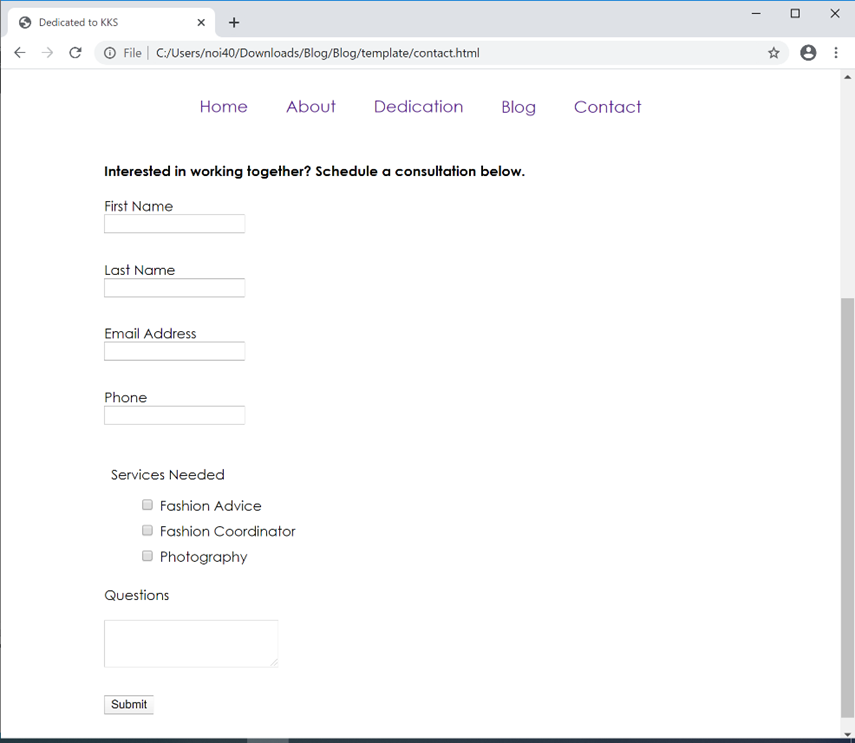 Dedicated to KKS
File | C:/Users/noi40/Downloads/Blog/Blog/template/contact.html
Home About Dedication Blog Contact
Interested in working together? Schedule a consultation below.
First Name
Last Name
Email Address
Phone
Services Needed
Fashion Advice
Fashion Coordinator
Photography
Questions
Submit